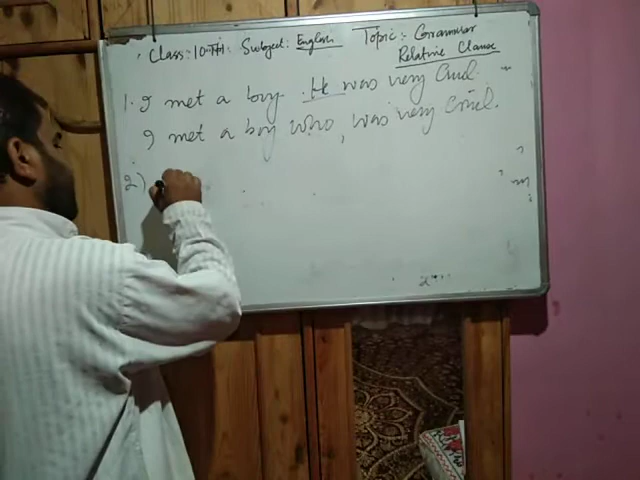 Class: 10TH: Subject: English Topic: Grammar
Relative Clause
1. I met a boy. He was very cruel.
I met a boy who, was very cruel.
2)